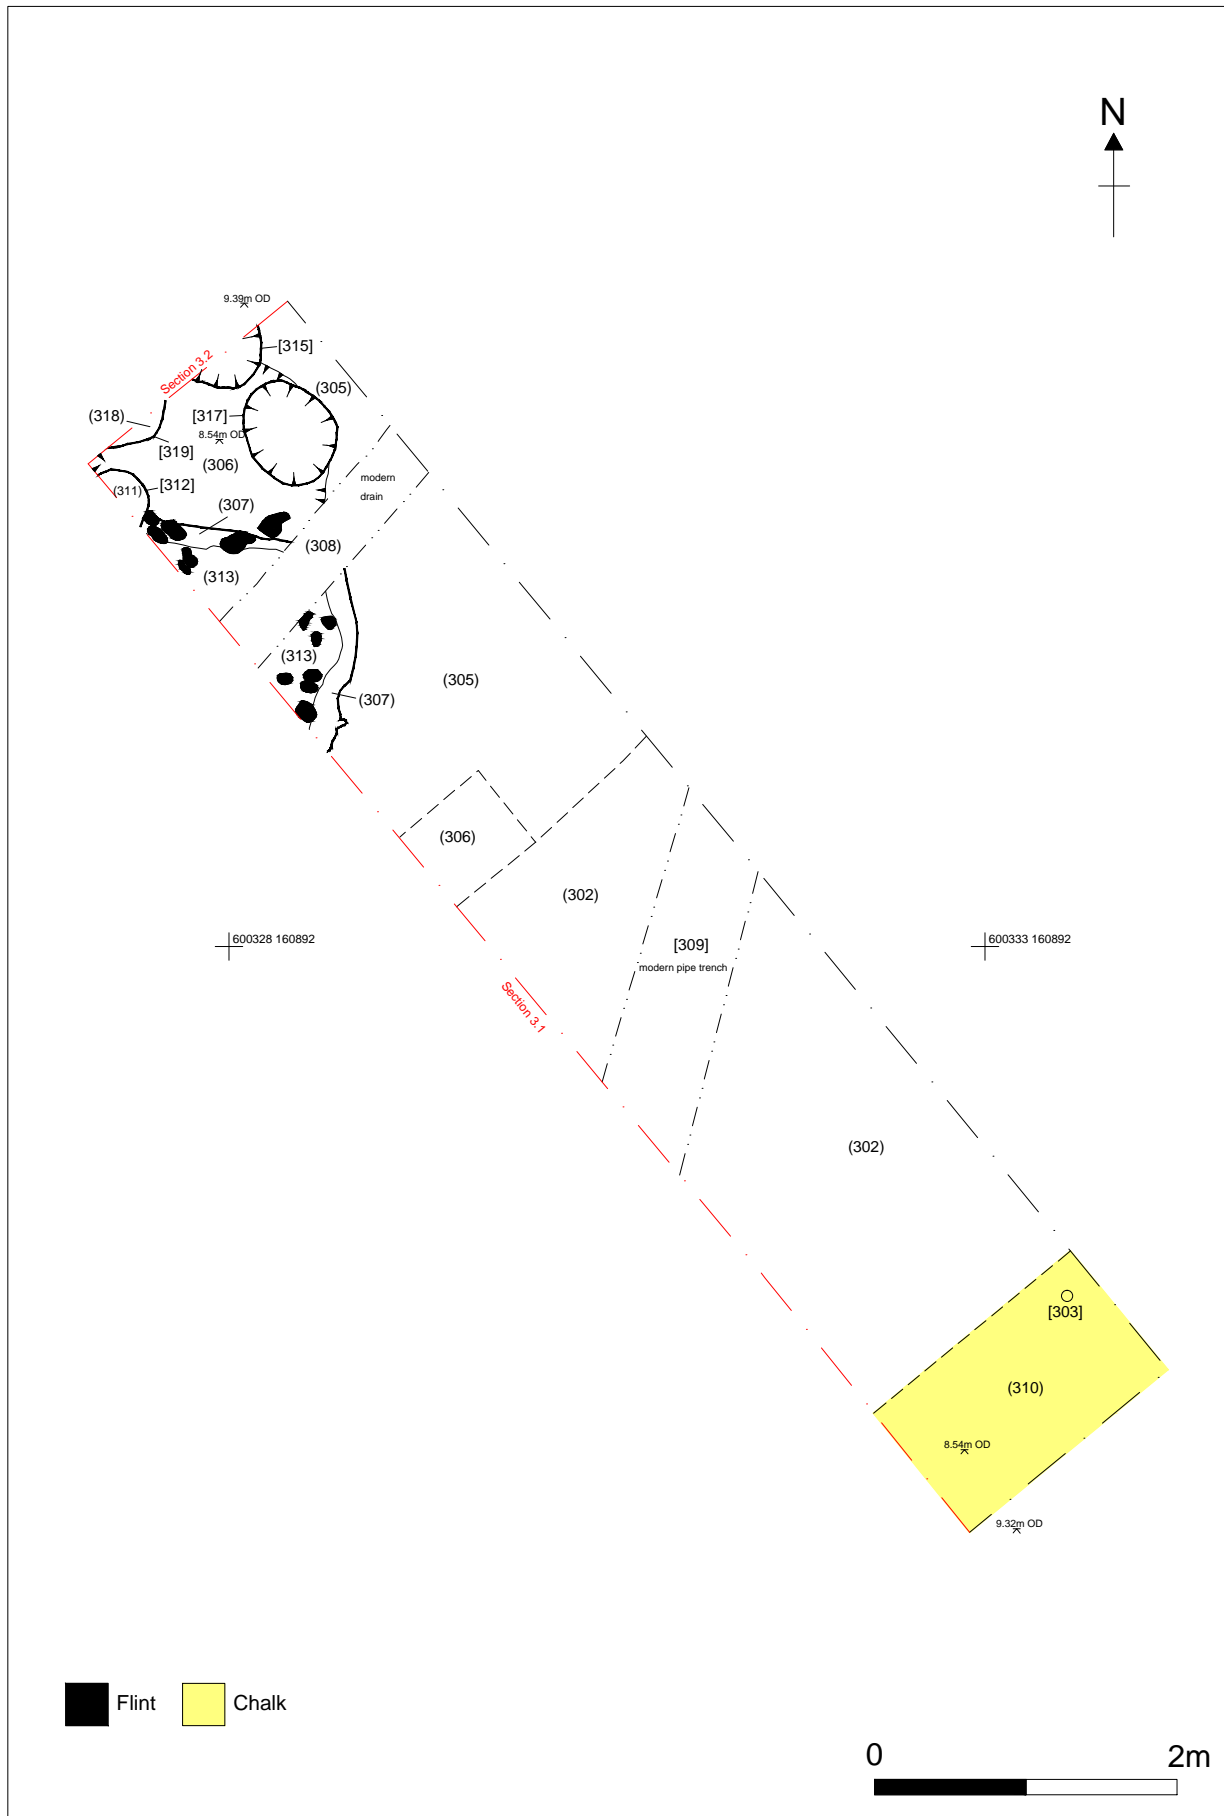 N
9.39m OD
[315]
Section 3.2
(305)
(318)
[317]
8.54m OD
[319]
(306)
modern
drain
(311)
[312]
(307)
(308)
(313)
(313)
(305)
(307)
(306)
(302)
600328 160892
[309]
modern pipe trench
600333 160892
Section 3.1
(302)
[303]
(310)
8.54m OD
9.32m OD
Flint
Chalk
0
2m